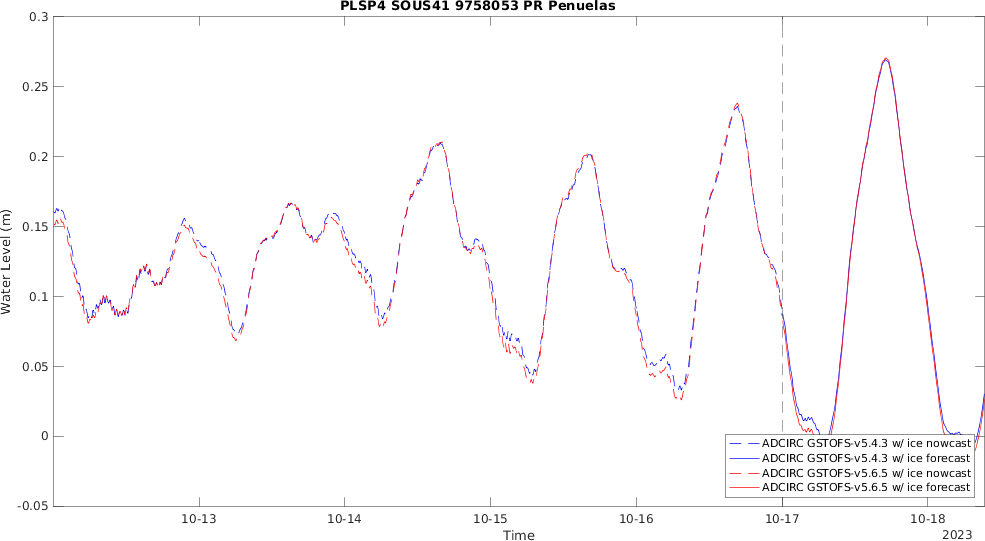 PLSP4 SOUS41 9758053 PR Penuelas
0.3
0.25
0.2
0.15
0.1
0.05
0
-0.05
Water Level (m)
10-13
10-14
10-15
10-16
10-17
10-18
Time
2023
ADCIRC GSTOFS-v5.4.3 w/ ice nowcast
ADCIRC GSTOFS-v5.4.3 w/ ice forecast
ADCIRC GSTOFS-v5.6.5 w/ ice nowcast
ADCIRC GSTOFS-v5.6.5 w/ ice forecast